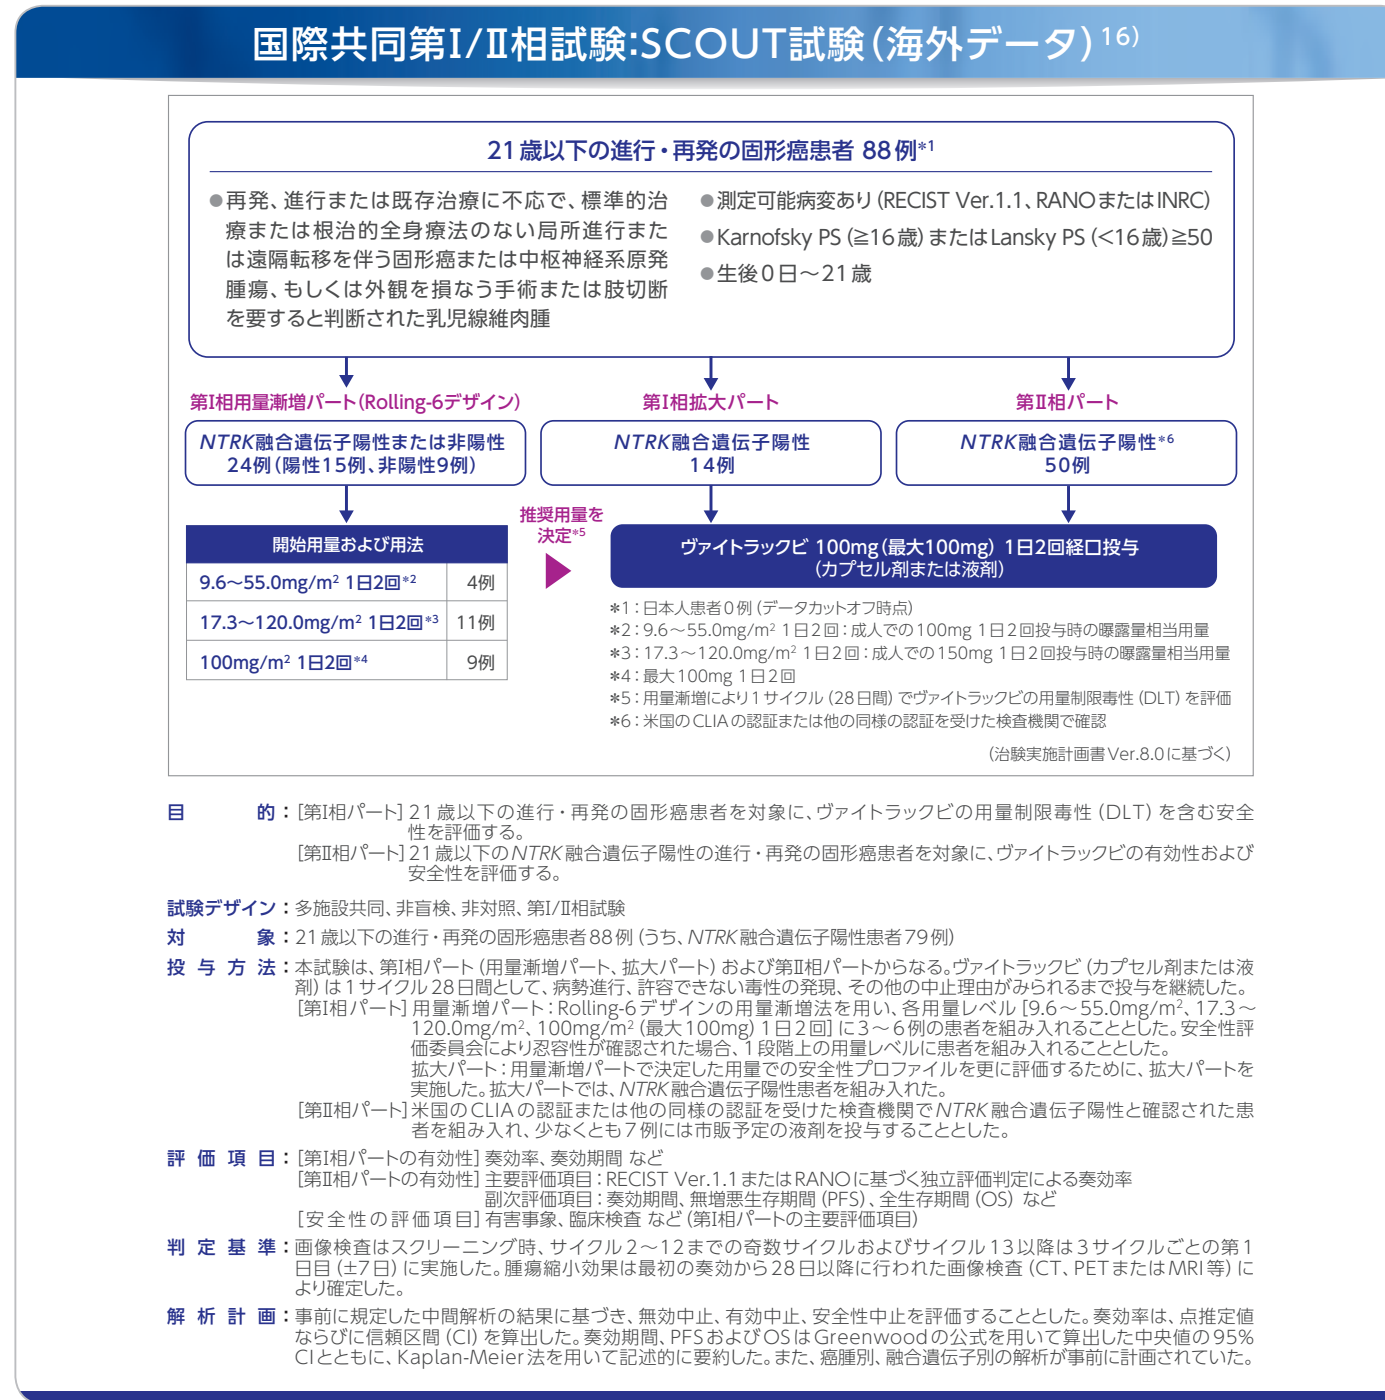 国際共同第Ⅰ/Ⅱ相試験:SCOUT試験(海外データ)16)
21歳以下の進行・再発の固形癌患者 88例*1
●再発、進行または既存治療に不応で、標準的治
療または根治的全身療法のない局所進行また
は遠隔転移を伴う固形癌または中枢神経系原発
腫瘍、もしくは外観を損なう手術または肢切断
を要すると判断された乳児線維肉腫
●測定可能病変あり(RECIST Ver.1.1、RANOまたはINRC)
●Karnofsky PS(≧16歳)またはLansky PS(<16歳)≧50
●生後0日～21歳
第Ⅰ相用量漸増パート(Rolling-6デザイン)
NTRK融合遺伝子陽性または非陽性
24例(陽性15例、非陽性9例)
第Ⅰ相拡大パート
NTRK融合遺伝子陽性
14例
第Ⅱ相パート
NTRK融合遺伝子陽性*6
50例
開始用量および用法
9.6～55.0mg/m2 1日2回*2 4例
17.3～120.0mg/m2 1日2回*3 11例
100mg/m2 1日2回*4 9例
推奨用量を
決定*5
ヴァイトラックビ 100mg(最大100mg) 1日2回経口投与
(カプセル剤または液剤)
*1:日本人患者0例(データカットオフ時点)
*2:9.6～55.0mg/m2 1日2回:成人での100mg 1日2回投与時の曝露量相当用量
*3:17.3～120.0mg/m2 1日2回:成人での150mg 1日2回投与時の曝露量相当用量
*4:最大100mg 1日2回
*5:用量漸増により1サイクル(28日間)でヴァイトラックビの用量制限毒性(DLT)を評価
*6:米国のCLIAの認証または他の同様の認証を受けた検査機関で確認
(治験実施計画書Ver.8.0に基づく)
目的:[第Ⅰ相パート]21歳以下の進行・再発の固形癌患者を対象に、ヴァイトラックビの用量制限毒性(DLT)を含む安全
性を評価する。
[第Ⅱ相パート]21歳以下のNTRK融合遺伝子陽性の進行・再発の固形癌患者を対象に、ヴァイトラックビの有効性および
安全性を評価する。
試験デザイン:多施設共同、非盲検、非対照、第Ⅰ/Ⅱ相試験
対象:21歳以下の進行・再発の固形癌患者88例(うち、NTRK融合遺伝子陽性患者79例)
投与方法:本試験は、第Ⅰ相パート(用量漸増パート、拡大パート)および第Ⅱ相パートからなる。ヴァイトラックビ(カプセル剤または液
剤)は1サイクル28日間として、病勢進行、許容できない毒性の発現、その他の中止理由がみられるまで投与を継続した。
[第Ⅰ相パート]用量漸増パート:Rolling-6デザインの用量漸増法を用い、各用量レベル[9.6～55.0mg/m2、17.3～
120.0mg/m2、100mg/m2(最大100mg)1日2回]に3～6例の患者を組み入れることとした。安全性評
価委員会により忍容性が確認された場合、1段階上の用量レベルに患者を組み入れることとした。
拡大パート:用量漸増パートで決定した用量での安全性プロファイルを更に評価するために、拡大パートを
実施した。拡大パートでは、NTRK融合遺伝子陽性患者を組み入れた。
[第Ⅱ相パート]米国のCLIAの認証または他の同様の認証を受けた検査機関でNTRK融合遺伝子陽性と確認された患
者を組み入れ、少なくとも7例には市販予定の液剤を投与することとした。
評価項目:[第Ⅰ相パートの有効性]奏効率、奏効期間 など
[第Ⅱ相パートの有効性]主要評価項目:RECIST Ver.1.1またはRANOに基づく独立評価判定による奏効率
副次評価項目:奏効期間、無増悪生存期間(PFS)、全生存期間(OS) など
[安全性の評価項目]有害事象、臨床検査 など(第Ⅰ相パートの主要評価項目)
判定基準:画像検査はスクリーニング時、サイクル2～12までの奇数サイクルおよびサイクル13以降は3サイクルごとの第1
日目(±7日)に実施した。腫瘍縮小効果は最初の奏効から28日以降に行われた画像検査(CT、PETまたはMRI等)に
より確定した。
解析計画:事前に規定した中間解析の結果に基づき、無効中止、有効中止、安全性中止を評価することとした。奏効率は、点推定値
ならびに信頼区間(CI)を算出した。奏効期間、PFSおよびOSはGreenwoodの公式を用いて算出した中央値の95%
CIとともに、Kaplan-Meier法を用いて記述的に要約した。また、癌腫別、融合遺伝子別の解析が事前に計画されていた。